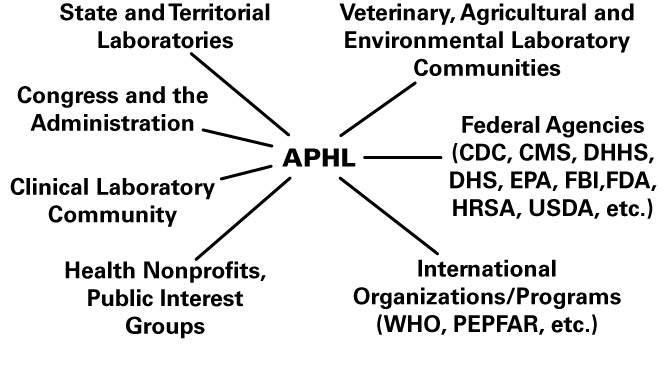 State and Territorial
Laboratories
Veterinary, Agricultural and
Environmental Laboratory
Communities
Congress and the
Administration
Federal Agencies
(CDC, CMS, DHHS,
DHS, EPA, FBI,FDA,
HRSA, USDA, etc.)
APHL
Clinical Laboratory
Community
Health Nonprofits,
Public Interest
Groups
International
Organizations/Programs
(WHO, PEPFAR, etc.)